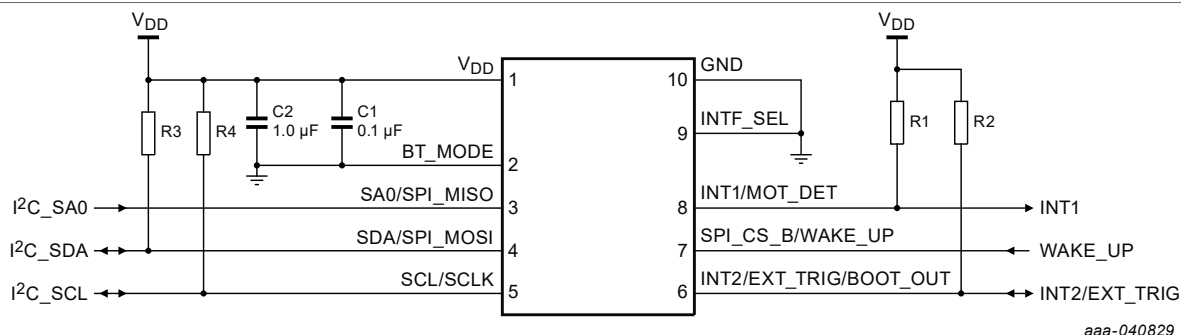 VDD
VDD
VDD
1
10
GND
R3
R4
C2
1.0 µF
C1
0.1 µF
R1
R2
9
INTF_SEL
BT_MODE
2
I2C_SA0
SA0/SPI_MISO
3
8
INT1/MOT_DET
INT1
I2C_SDA
SDA/SPI_MOSI
4
7
SPI_CS_B/WAKE_UP
WAKE_UP
I2C_SCL
SCL/SCLK
5
6
INT2/EXT_TRIG/BOOT_OUT
INT2/EXT_TRIG
aaa-040829